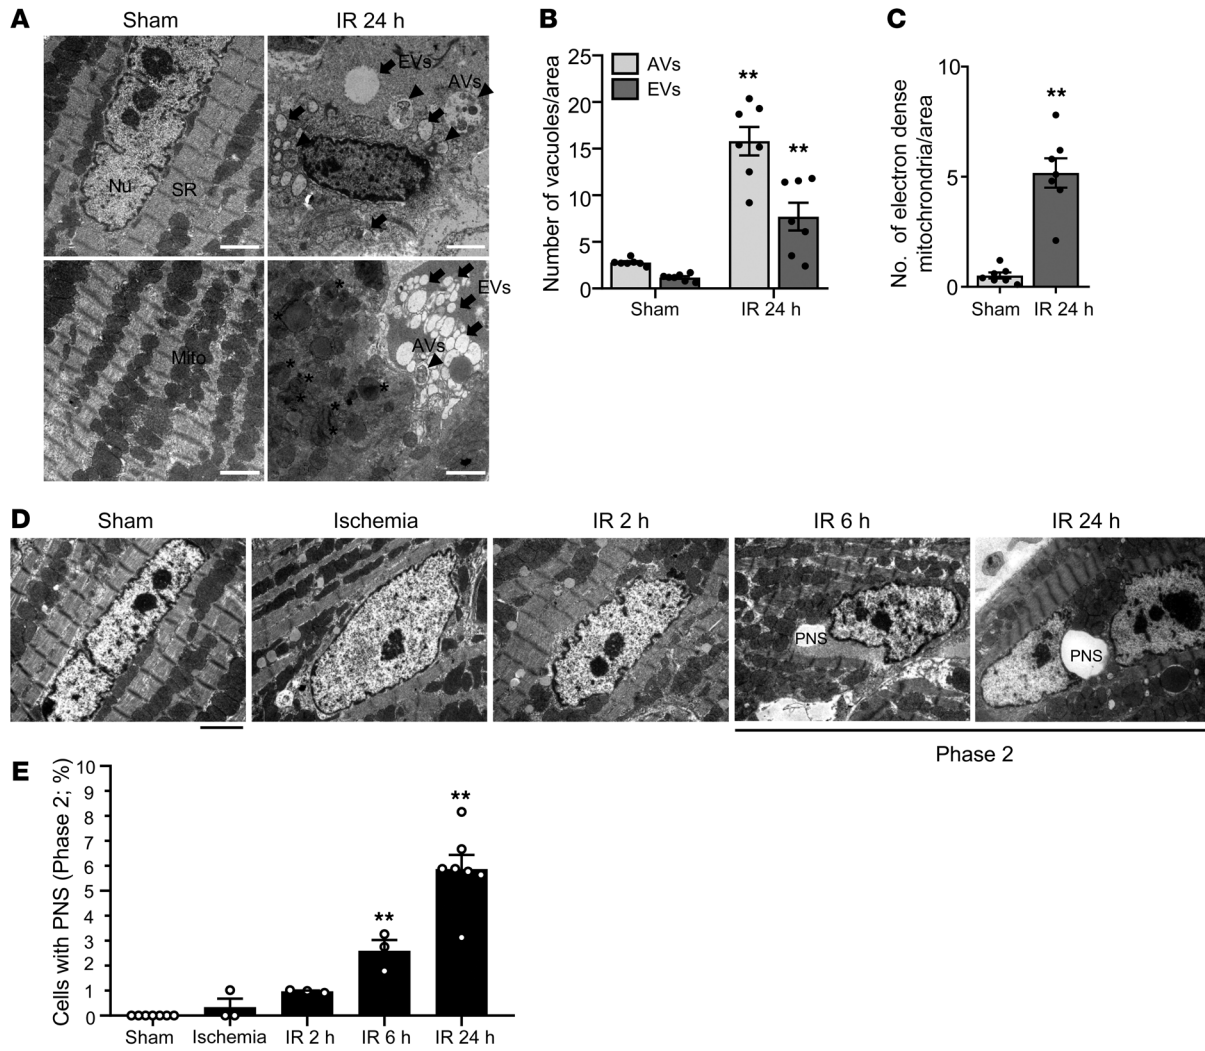 A
Sham
IR 24 h
EVs
AVs
Nu
SR
Mito
EVs
AVs
*
*
*
*
*
*
*
*
B
Number of vacuoles/area
25
20
15
10
5
0
AVs
EVs
**
**
Sham
IR 24 h
C
No. of electron dense
mitochrondria/area
10
5
0
**
Sham
IR 24 h
D
Sham
Ischemia
IR 2 h
IR 6 h
IR 24 h
PNS
PNS
Phase 2
E
Cells with PNS (Phase 2; %)
10
9
8
7
6
5
4
3
2
1
0
**
**
Sham
Ischemia
IR 2 h
IR 6 h
IR 24 h